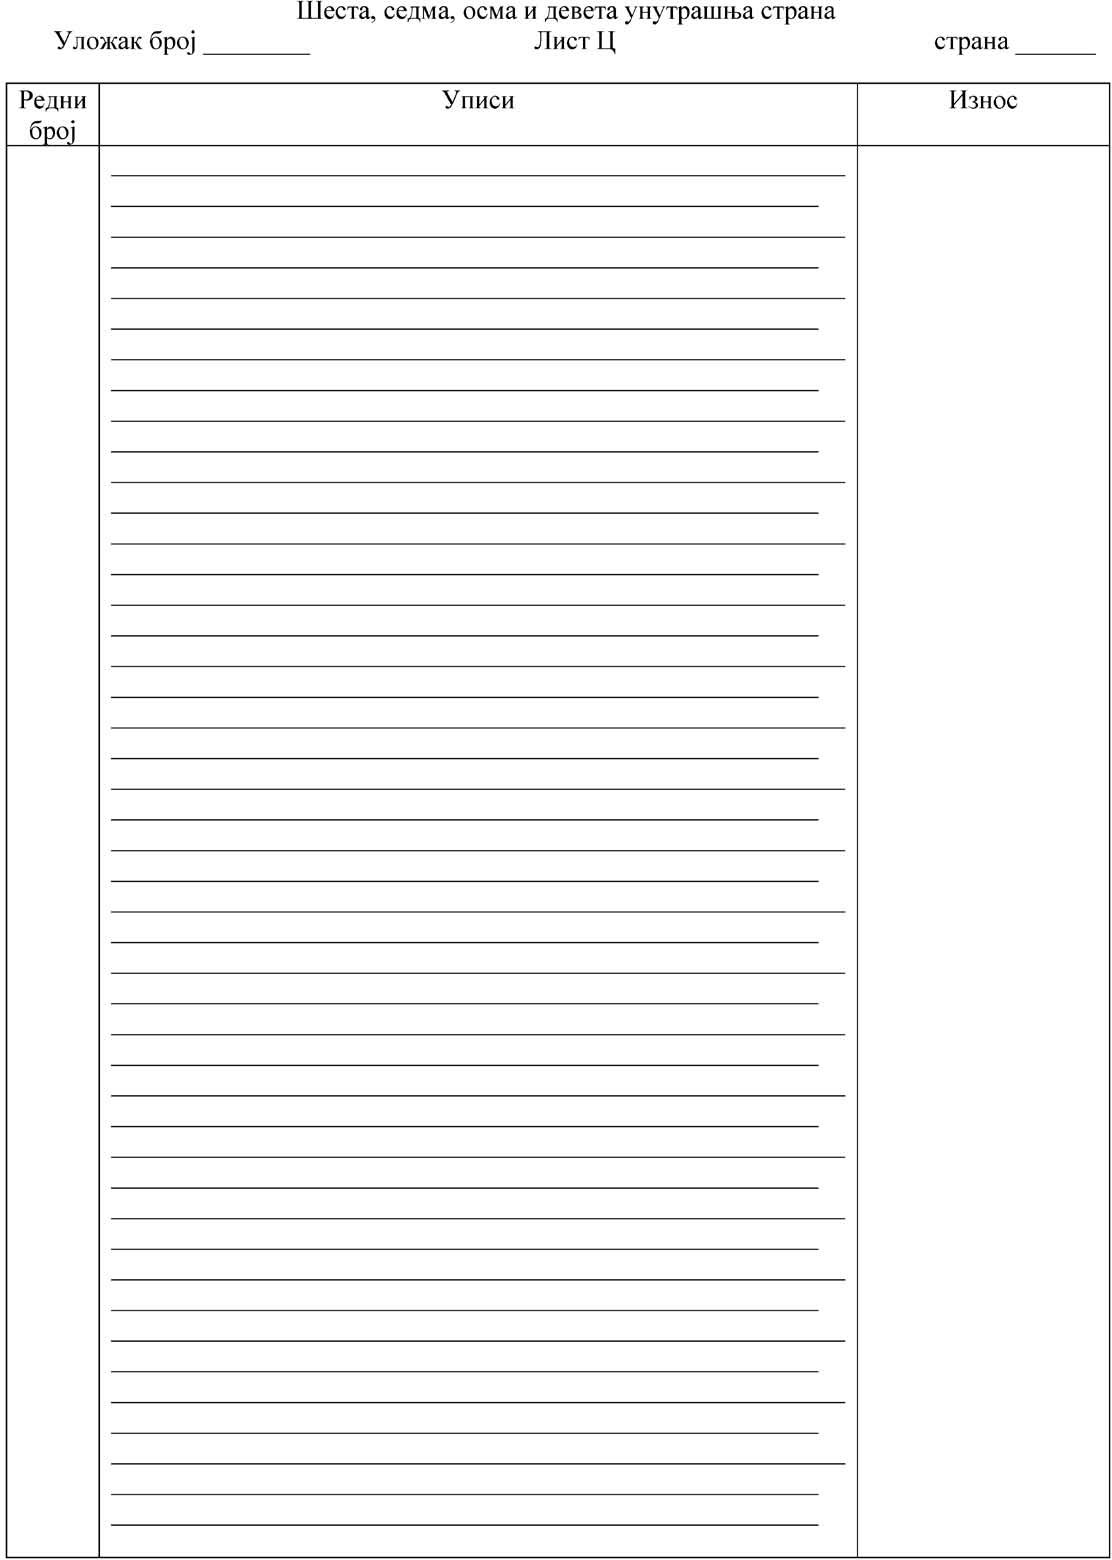 Шеста, седма, осма и девета унутрашња страна
Уложак број ________ Лист Ц страна ______
Редни број Уписи Износ